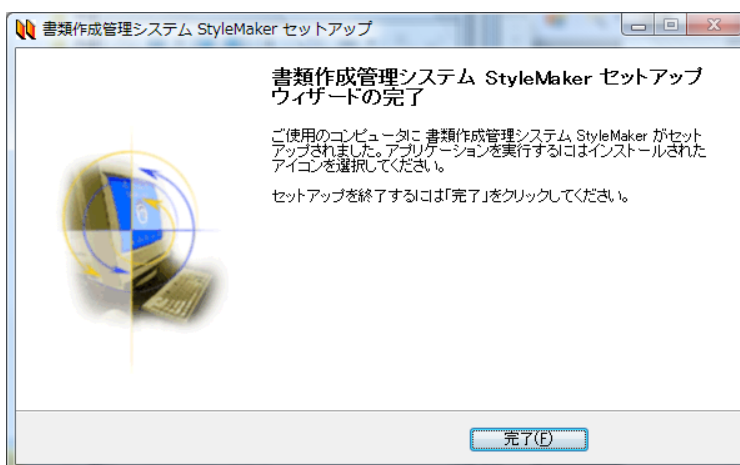 書類作成管理システム StyleMaker セットアップ
書類作成管理システム StyleMaker セットアップ
ウィザードの完了
ご使用のコンピュータに 書類作成管理システム StyleMaker がセット
アップされました。アプリケーションを実行するにはインストールされた
アイコンを選択してください。
セットアップを終了するには「完了」をクリックしてください。
完了(F)